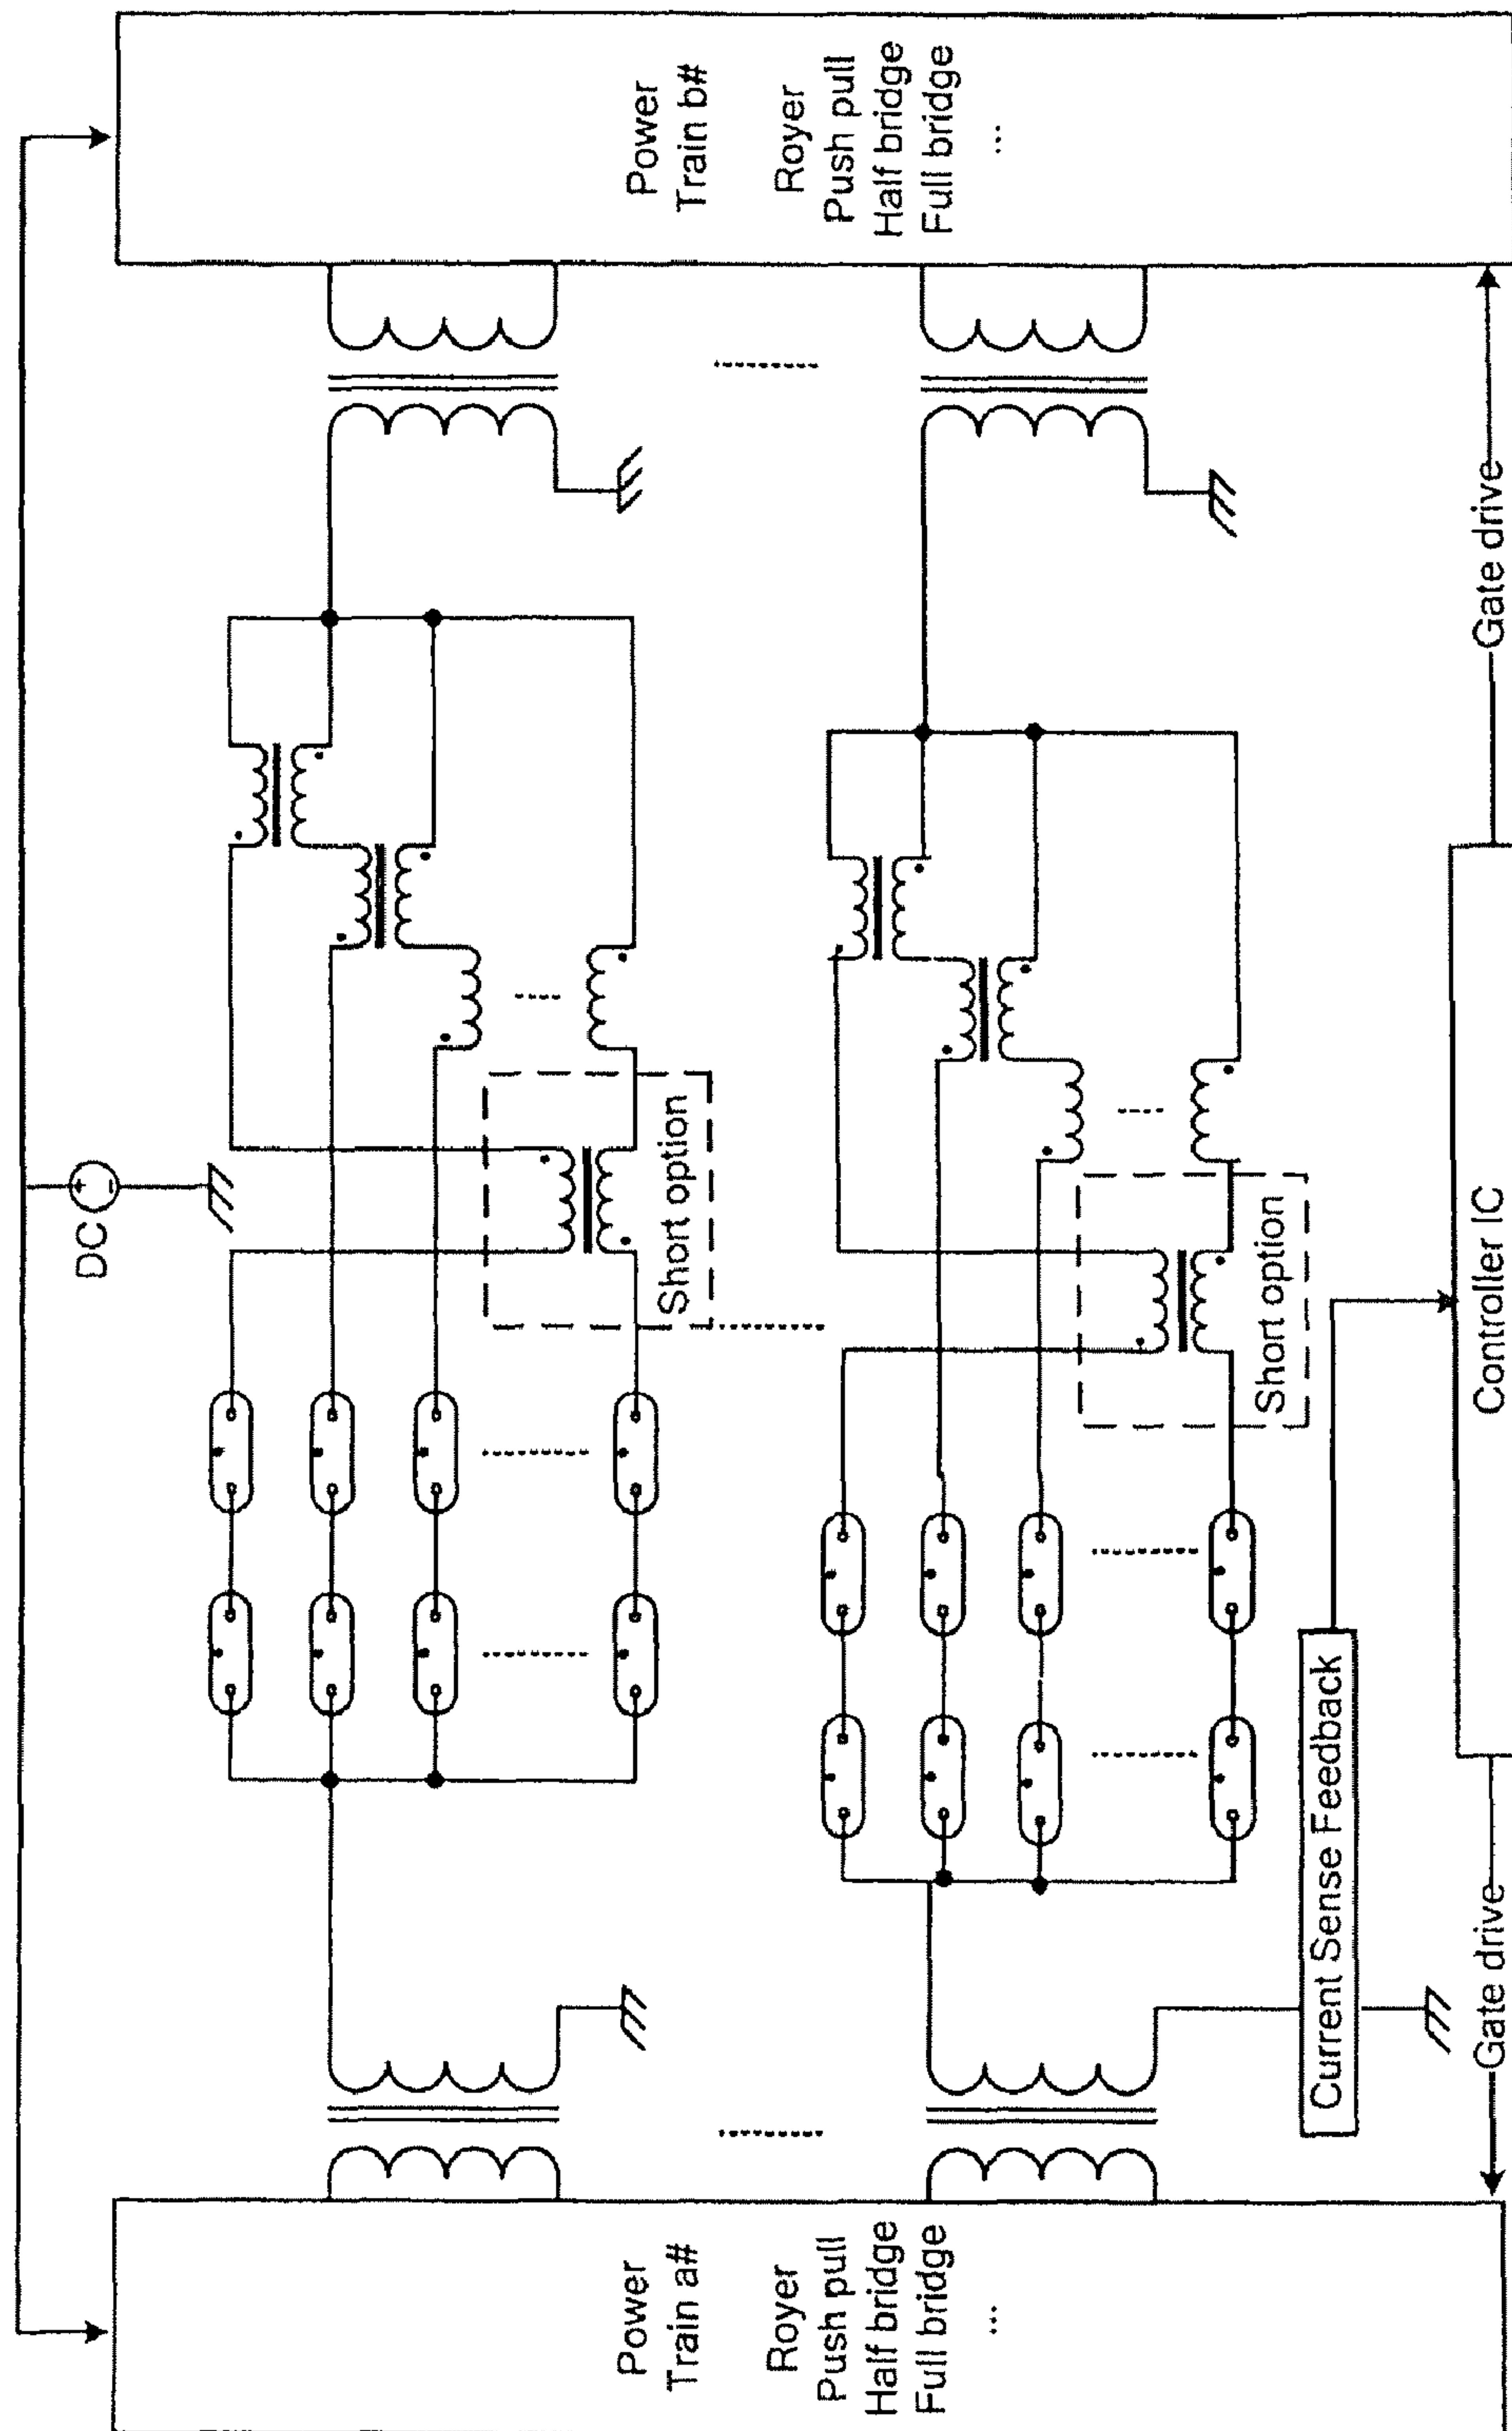 Power
Train a#
Royer
Push pull
Half bridge
Full bridge
...
DC
+
-
Short option
Short option
Power
Train b#
Royer
Push pull
Half bridge
Full bridge
...
Current Sense Feedback
Gate drive
Controller IC
Gate drive